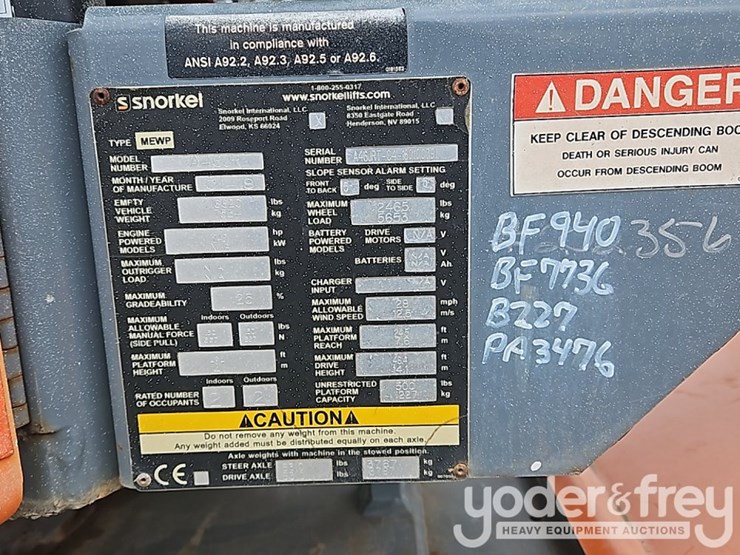 This machine is manufactured
in compliance with
ANSI A92.2, A92.3, A92.5 or A92.6.
snorkel
1-800-255-0317
www.snorkellifts.com
Snorkel International, LLC
2009 Roseport Road
Elwood, KS 66024
Snorkel International, LLC
8350 Eastgate Road
Henderson, NV 89015
TYPE MEWP
MODEL NUMBER
SERIAL NUMBER
MONTH / YEAR OF MANUFACTURE
SLOPE SENSOR ALARM SETTING
FRONT TO BACK deg SIDE TO SIDE deg
EMPTY VEHICLE WEIGHT lbs kg
MAXIMUM WHEEL LOAD 12465 lbs 5653 kg
ENGINE POWERED MODELS hp kW
BATTERY POWERED MODELS DRIVE MOTORS N/A V
BATTERIES V Ah
MAXIMUM OUTRIGGER LOAD lbs kg
CHARGER INPUT
MAXIMUM GRADEABILITY %
MAXIMUM ALLOWABLE WIND SPEED 28 mph 12.5 m/s
MAXIMUM ALLOWABLE MANUAL FORCE (SIDE PULL) Indoors Outdoors lbs N
MAXIMUM PLATFORM REACH ft m
MAXIMUM PLATFORM HEIGHT ft m
MAXIMUM DRIVE HEIGHT ft m
RATED NUMBER OF OCCUPANTS Indoors 2 Outdoors 2
UNRESTRICTED PLATFORM CAPACITY 500 lbs 227 kg
CAUTION
Do not remove any weight from this machine.
Any weight added must be distributed equally on each axle.
Axle weights with machine in the stowed position.
STEER AXLE lbs kg
DRIVE AXLE lbs kg
CE
DANGER
KEEP CLEAR OF DESCENDING BOO
DEATH OR SERIOUS INJURY CAN
OCCUR FROM DESCENDING BOOM
BF940 356
BF7736
B227
PA3476
yoder&frey
HEAVY EQUIPMENT AUCTIONS